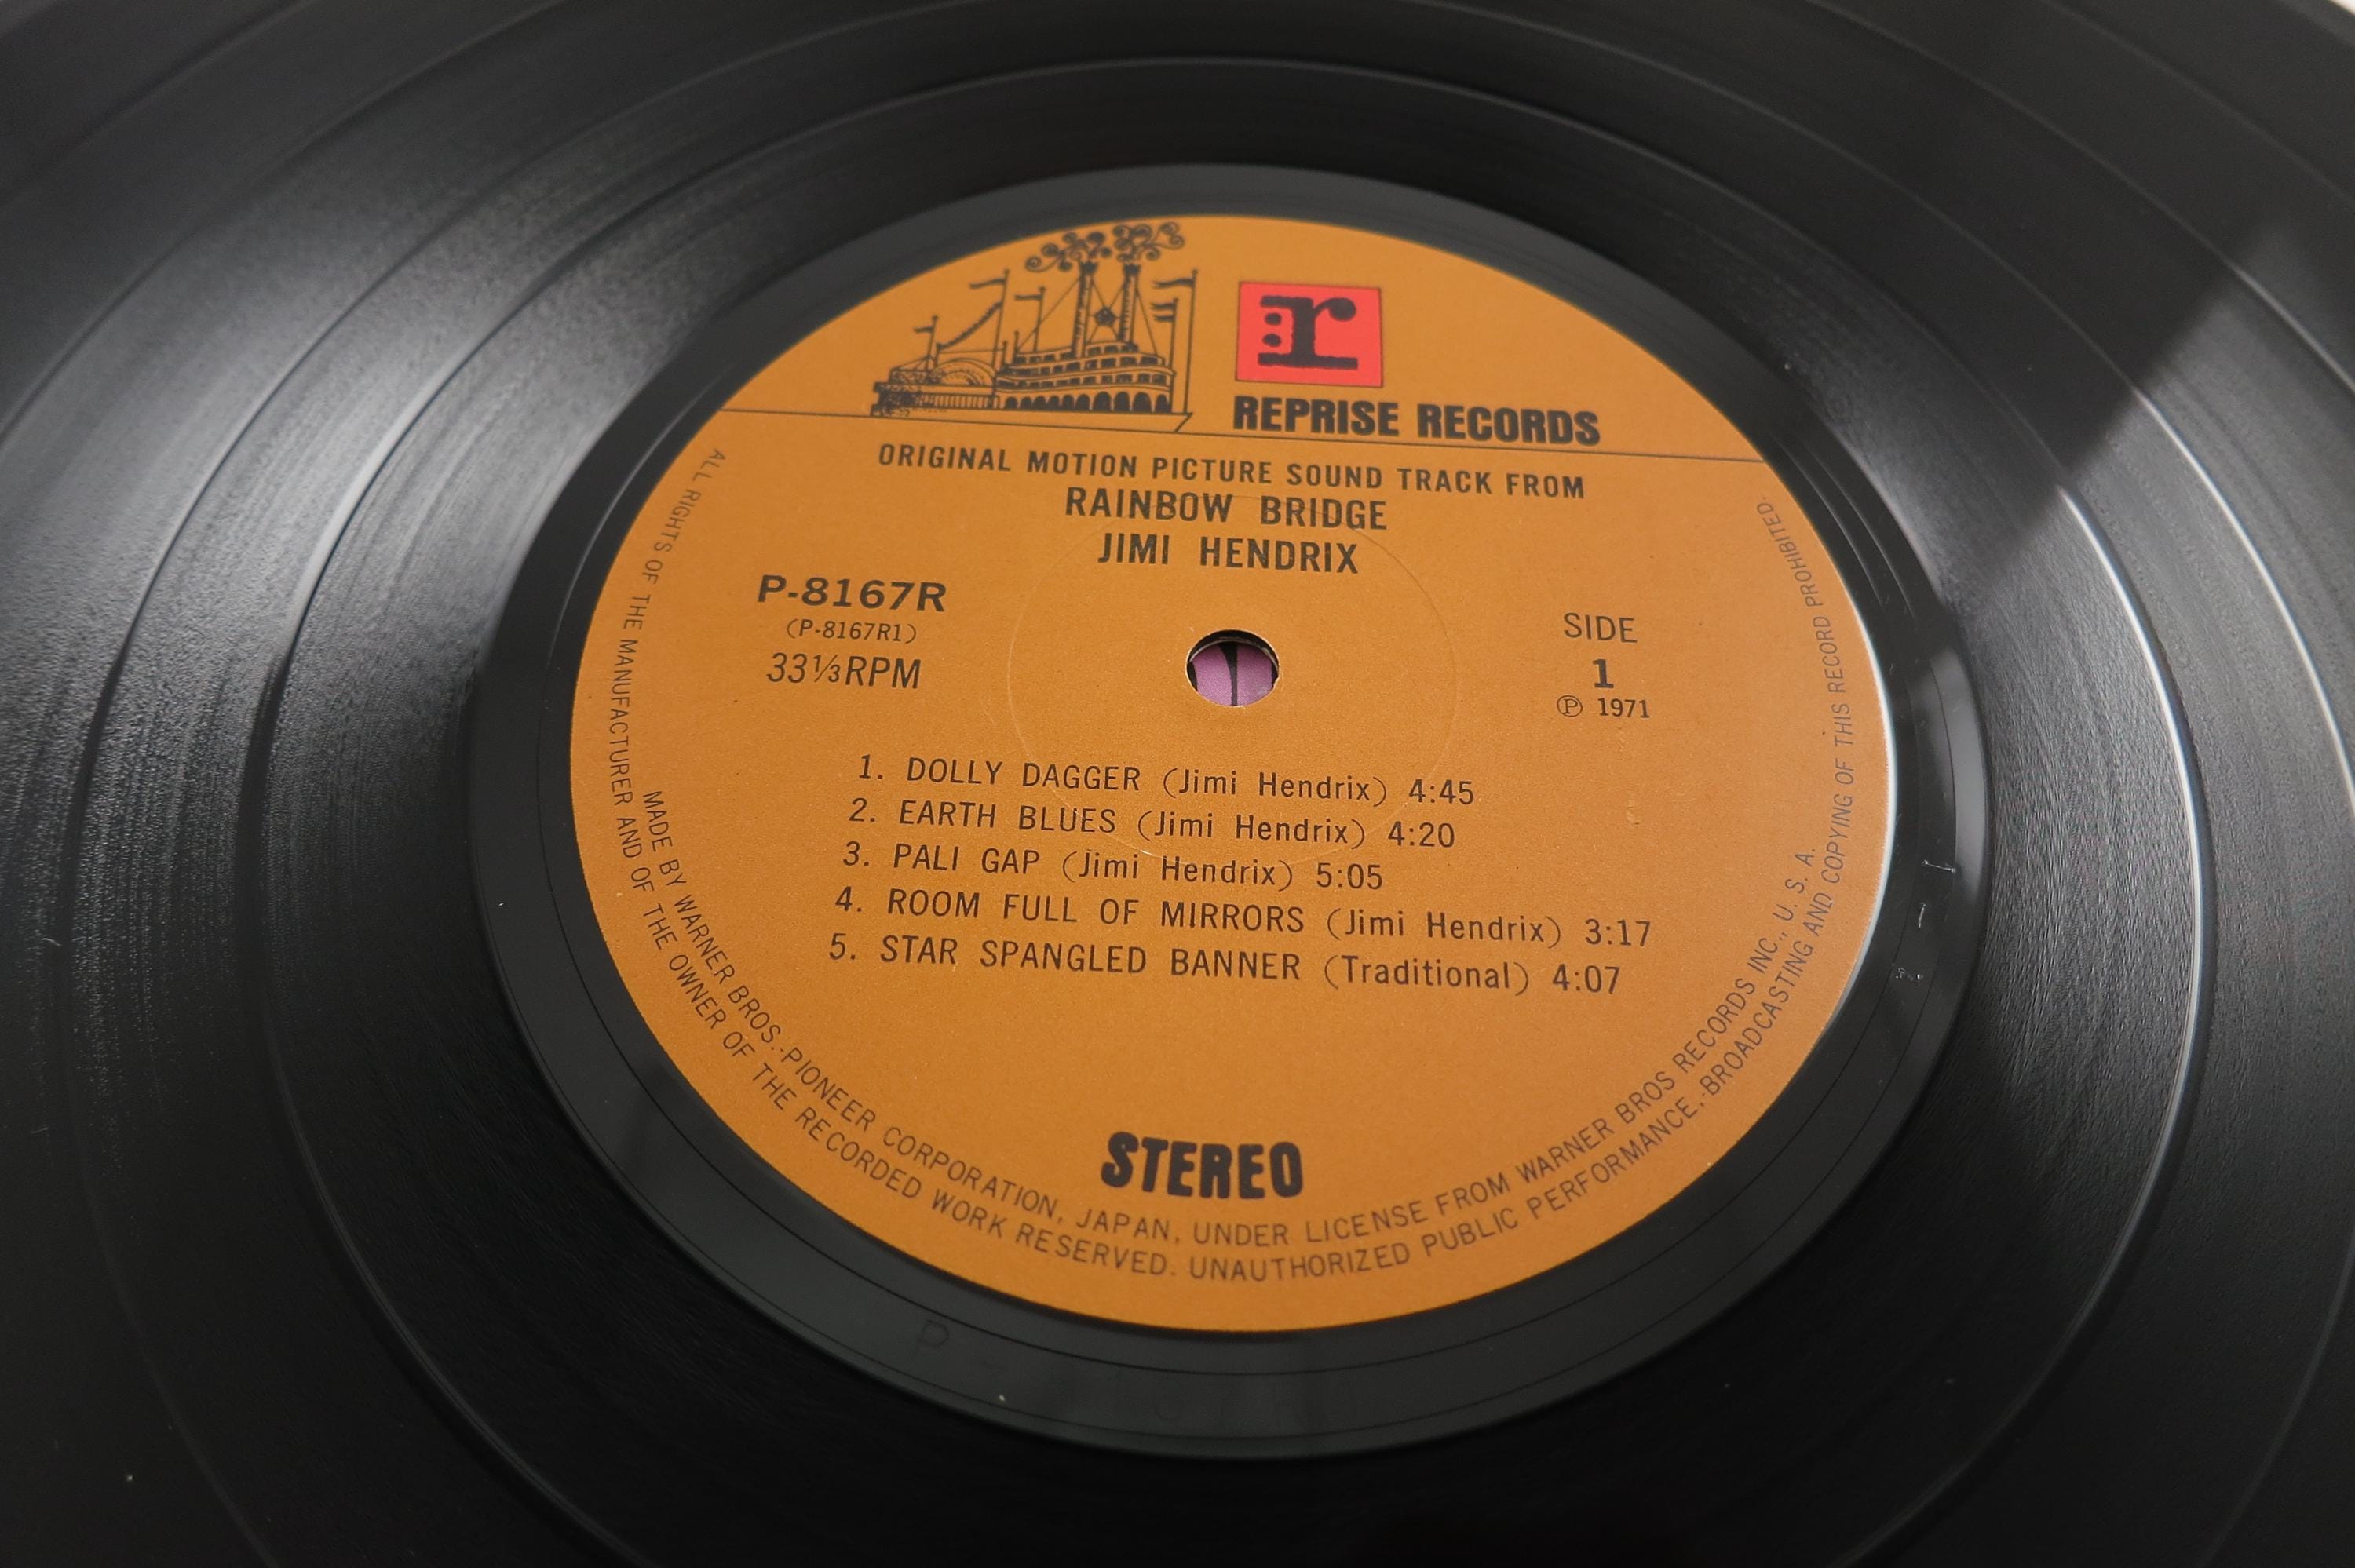 r
REPRISE RECORDS
ORIGINAL MOTION PICTURE SOUND TRACK FROM
RAINBOW BRIDGE
JIMI HENDRIX
P-8167R
(P-8167R1)
33⅓RPM
SIDE
1
Ⓟ 1971
1. DOLLY DAGGER (Jimi Hendrix) 4:45
2. EARTH BLUES (Jimi Hendrix) 4:20
3. PALI GAP (Jimi Hendrix) 5:05
4. ROOM FULL OF MIRRORS (Jimi Hendrix) 3:17
5. STAR SPANGLED BANNER (Traditional) 4:07
STEREO
MADE BY WARNER BROS.-PIONEER CORPORATION, JAPAN, UNDER LICENSE FROM WARNER BROS RECORDS INC., U. S. A.
ALL RIGHTS OF THE MANUFACTURER AND OF THE OWNER OF THE RECORDED WORK RESERVED. UNAUTHORIZED PUBLIC PERFORMANCE,·BROADCASTING AND COPYING OF THIS RECORD PROHIBITED.